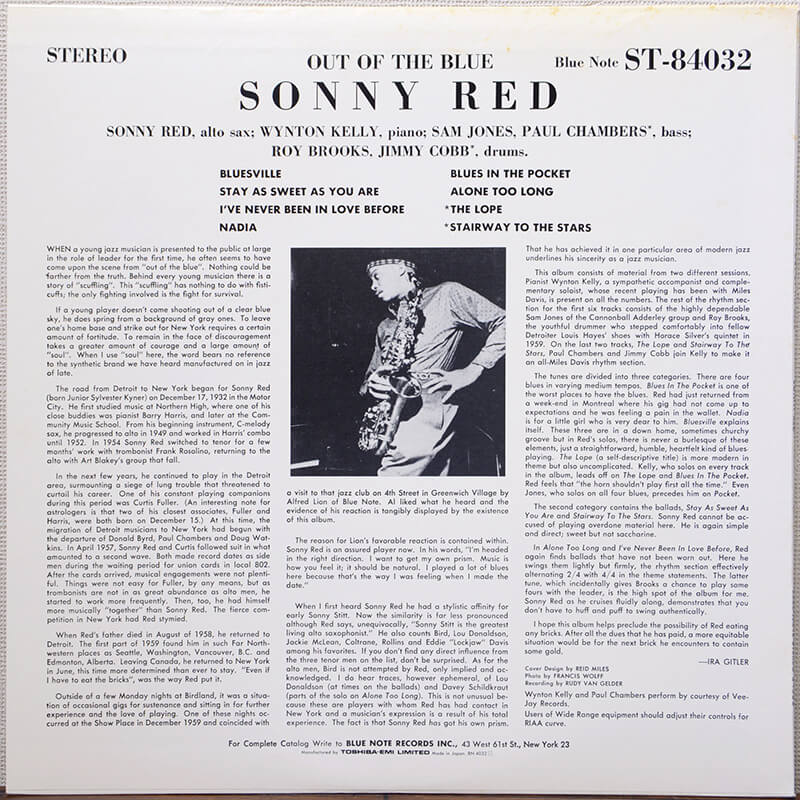 STEREO
OUT OF THE BLUE
Blue Note ST-84032
SONNY RED
SONNY RED, alto sax; WYNTON KELLY, piano; SAM JONES, PAUL CHAMBERS*, bass;
ROY BROOKS, JIMMY COBB*, drums.
BLUESVILLE
STAY AS SWEET AS YOU ARE
I'VE NEVER BEEN IN LOVE BEFORE
NADIA
BLUES IN THE POCKET
ALONE TOO LONG
*THE LOPE
*STAIRWAY TO THE STARS
WHEN a young jazz musician is presented to the public at large
in the role of leader for the first time, he often seems to have
come upon the scene from "out of the blue". Nothing could be
farther from the truth. Behind every young musician there is a
story of "scuffling". This "scuffling" has nothing to do with fisti-
cuffs; the only fighting involved is the fight for survival.
If a young player doesn't come shooting out of a clear blue
sky, he does spring from a background of gray ones. To leave
one's home base and strike out for New York requires a certain
amount of fortitude. To remain in the face of discouragement
takes a greater amount of courage and a large amount of
"soul". When I use "soul" here, the word bears no reference
to the synthetic brand we have heard manufactured on in jazz
of late.
The road from Detroit to New York began for Sonny Red
(born Junior Sylvester Kyner) on December 17, 1932 in the Motor
City. He first studied music at Northern High, where one of his
close buddies was pianist Barry Harris, and later at the Com-
munity Music School. From his beginning instrument, C-melody
sax, he progressed to alto in 1949 and worked in Harris' combo
until 1952. In 1954 Sonny Red switched to tenor for a few
months' work with trombonist Frank Rosolino, returning to the
alto with Art Blakey's group that fall.
In the next few years, he continued to play in the Detroit
area, surmounting a siege of lung trouble that threatened to
curtail his career. One of his constant playing companions
during this period was Curtis Fuller. (An interesting note for
astrologers is that two of his closest associates, Fuller and
Harris, were both born on December 15.) At this time, the
migration of Detroit musicians to New York had begun with
the departure of Donald Byrd, Paul Chambers and Doug Wat-
kins. In April 1957, Sonny Red and Curtis followed suit in what
amounted to a second wave. Both made record dates as side
men during the waiting period for union cards in local 802.
After the cards arrived, musical engagements were not plenti-
ful. Things were not easy for Fuller, by any means, but as
trombonists are not in as great abundance as alto men, he
started to work more frequently. Then, too, he had himself
more musically "together" than Sonny Red. The fierce comp-
etition in New York had Red stymied.
When Red's father died in August of 1958, he returned to
Detroit. The first part of 1959 found him in such Far North-
western places as Seattle, Washington, Vancouver, B.C. and
Edmonton, Alberta. Leaving Canada, he returned to New York
in June, this time more determined than ever to stay. "Even if
I have to eat the bricks", was the way Red put it.
Outside of a few Monday nights at Birdland, it was a situa-
tion of occasional gigs for sustenance and sitting in for further
experience and the love of playing. One of these nights oc-
curred at the Show Place in December 1959 and coincided with
a visit to that jazz club on 4th Street in Greenwich Village by
Alfred Lion of Blue Note. Al liked what he heard and the
evidence of his reaction is tangibly displayed by the existence
of this album.
The reason for Lion's favorable reaction is contained within.
Sonny Red is an assured player now. In his words, "I'm headed
in the right direction. I want to get my own prism. Music is
how you feel it; it should be natural. I played a lot of blues
here because that's the way I was feeling when I made the
date."
When I first heard Sonny Red he had a stylistic affinity for
early Sonny Stitt. Now the similarity is far less pronounced
although Red says, unequivocally, "Sonny Stitt is the greatest
living alto saxophonist." He also counts Bird, Lou Donaldson,
Jackie McLean, Coltrane, Rollins and Eddie "Lockjaw" Davis
among his favorites. If you don't find any direct influence from
the three tenor men on the list, don't be surprised. As for the
alto men, Bird is not attempted by Red, only implied and ac-
knowledged. I do hear traces, however ephemeral, of Lou
Donaldson (at times on the ballads) and Davey Schildkraut
(parts of the solo on Alone Too Long). This is not unusual be-
cause these are players with whom Red has had contact in
New York and a musician's expression is a result of his total
experience. The fact is that Sonny Red has got his own prism.
That he has achieved it in one particular area of modern jazz
underlines his sincerity as a jazz musician.
This album consists of material from two different sessions.
Pianist Wynton Kelly, a sympathetic accompanist and comple-
mentary soloist, whose recent playing has been with Miles
Davis, is present on all the numbers. The rest of the rhythm sec-
tion for the first six tracks consists of the highly dependable
Sam Jones of the Cannonball Adderley group and Roy Brooks,
the youthful drummer who stepped comfortably into fellow
Detroiter Louis Hayes' shoes with Horace Silver's quintet in
1959. On the last two tracks, The Lope and Stairway To The
Stars, Paul Chambers and Jimmy Cobb join Kelly to make it
an all-Miles Davis rhythm section.
The tunes are divided into three categories. There are four
blues in varying medium tempos. Blues In The Pocket is one of
the worst places to have the blues. Red had just returned from
a week-end in Montreal where his gig had not come up to
expectations and he was feeling a pain in the wallet. Nadia
is for a little girl who is very dear to him. Bluesville explains
itself. These three are in a down home, sometimes churchy
groove but in Red's solos, there is never a burlesque of these
elements, just a straightforward, humble, heartfelt kind of blues
playing. The Lope (a self-descriptive title) is more modern in
theme but also uncomplicated. Kelly, who solos on every track
in the album, leads off on The Lope and Blues In The Pocket.
Red feels that "the horn shouldn't play first all the time." Even
Jones, who solos on all four blues, precedes him on Pocket.
The second category contains the ballads, Stay As Sweet As
You Are and Stairway To The Stars. Sonny Red cannot be ac-
cused of playing overdone material here. He is again simple
and direct; sweet but not saccharine.
In Alone Too Long and I've Never Been In Love Before, Red
again finds ballads that have not been worn out. Here he
swings them lightly but firmly, the rhythm section effectively
alternating 2/4 with 4/4 in the theme statements. The latter
tune, which incidentally gives Brooks a chance to play some
fours with the leader, is the high spot of the album for me.
Sonny Red as he cruises fluidly along, demonstrates that you
don't have to huff and puff to swing authentically.
I hope this album helps preclude the possibility of Red eating
any bricks. After all the dues that he has paid, a more equitable
situation would be for the next brick he encounters to contain
some gold.
—IRA GITLER
Cover Design by REID MILES
Photo by FRANCIS WOLFF
Recording by RUDY VAN GELDER
Wynton Kelly and Paul Chambers perform by courtesy of Vee-
Jay Records.
Users of Wide Range equipment should adjust their controls for
RIAA curve.
For Complete Catalog Write to BLUE NOTE RECORDS INC., 43 West 61st St., New York 23
Manufactured by TOSHIBA-EMI LIMITED Made in Japan. BN 4032